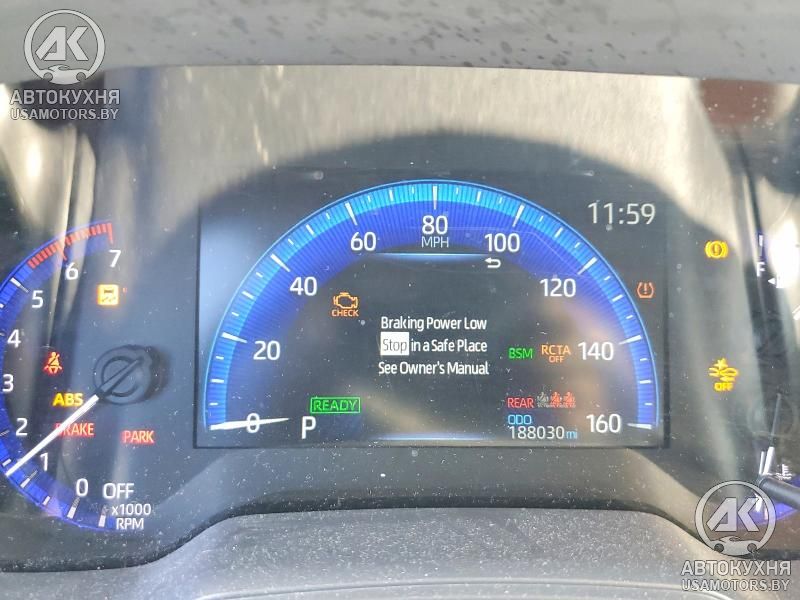 АК
АВТОКУХНЯ
USAMOTORS.BY
11:59
80
MPH
60
100
40
120
20
140
0
160
CHECK
Braking Power Low
Stop in a Safe Place
See Owner's Manual
BSM
RCTA
OFF
READY
P
REAR
ODO
188030 mi
7
6
5
4
3
2
1
0
OFF
x1000
RPM
ABS
BRAKE
PARK
F
OFF
АК
АВТОКУХНЯ
USAMOTORS.BY